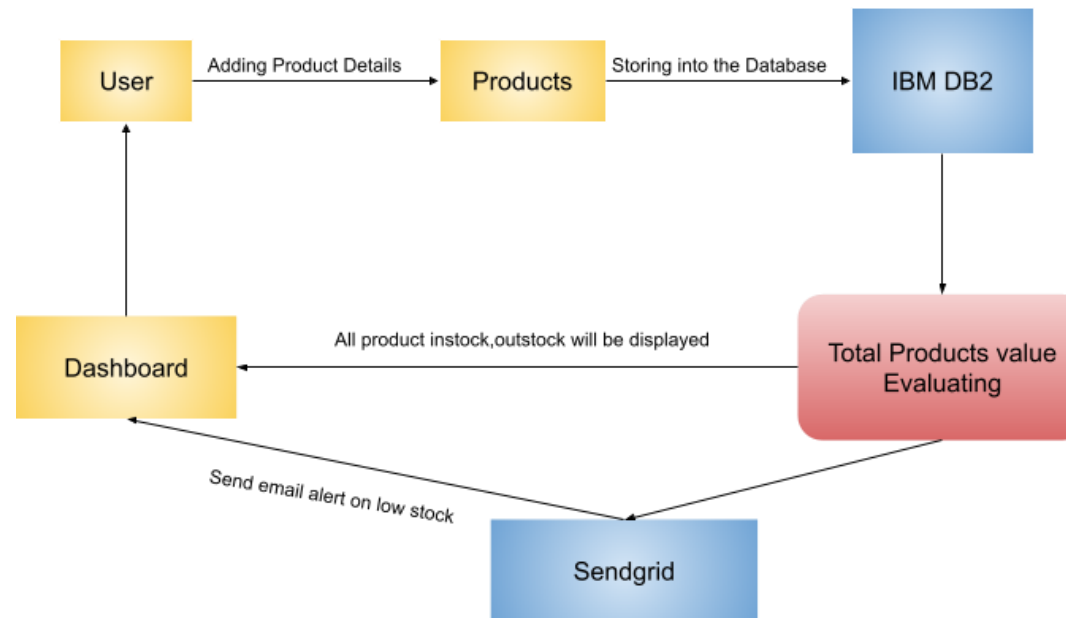 User
Adding Product Details
Products
Storing into the Database
IBM DB2
All product instock,outstock will be displayed
Dashboard
Total Products value
Evaluating
Send email alert on low stock
Sendgrid